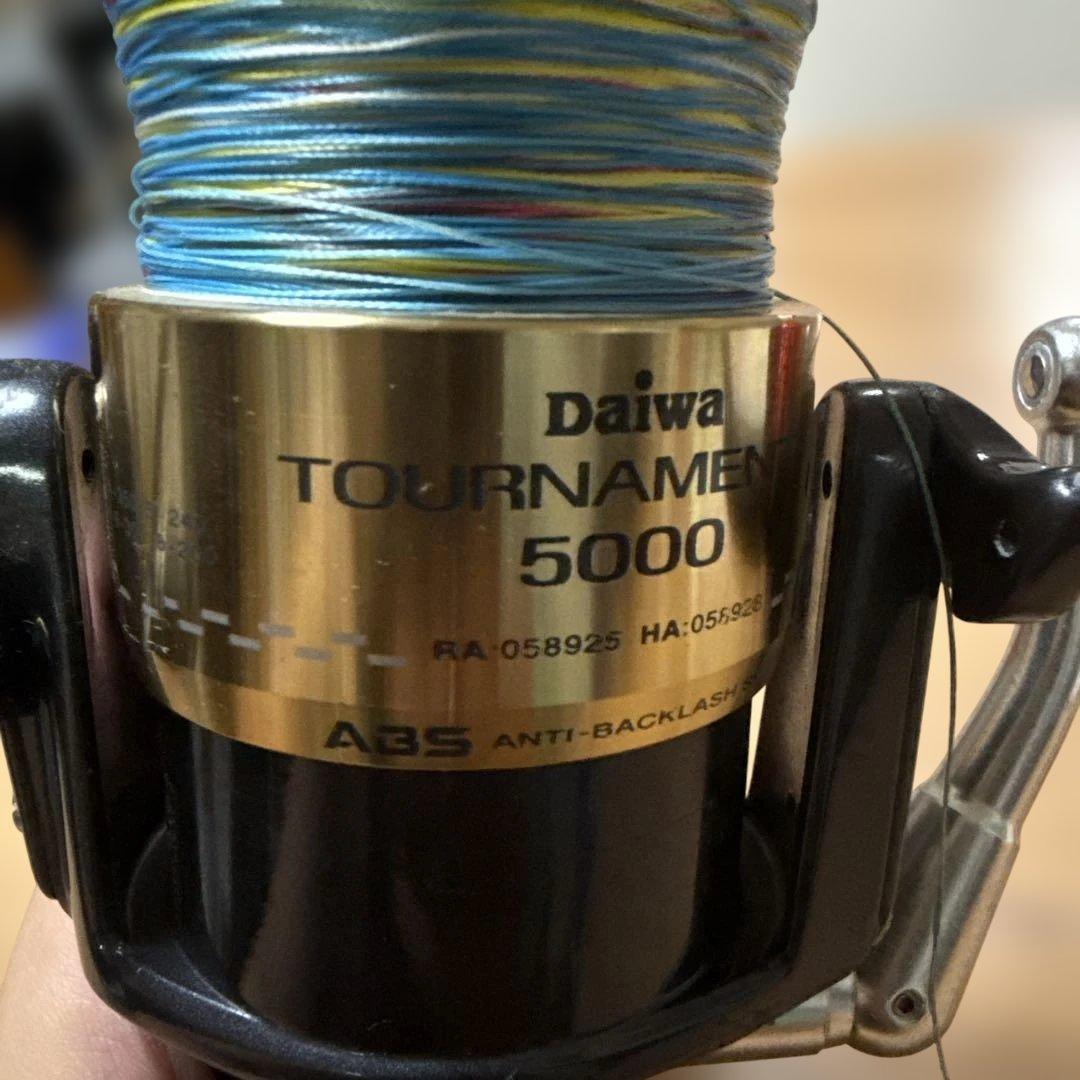 Daiwa
TOURNAMEN
5000
RA:058925 HA:058928
ABS ANTI-BACKLASH